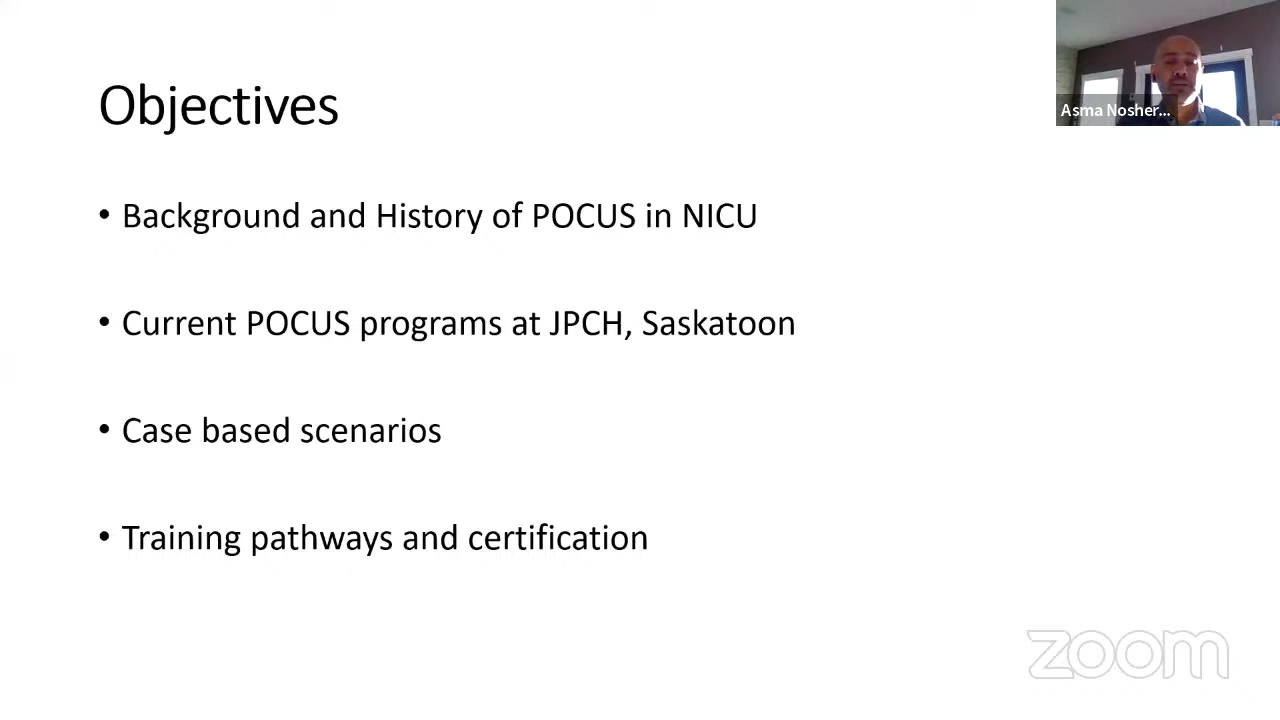 Objectives
Asma Nosher...
• Background and History of POCUS in NICU
• Current POCUS programs at JPCH, Saskatoon
• Case based scenarios
• Training pathways and certification
zoom